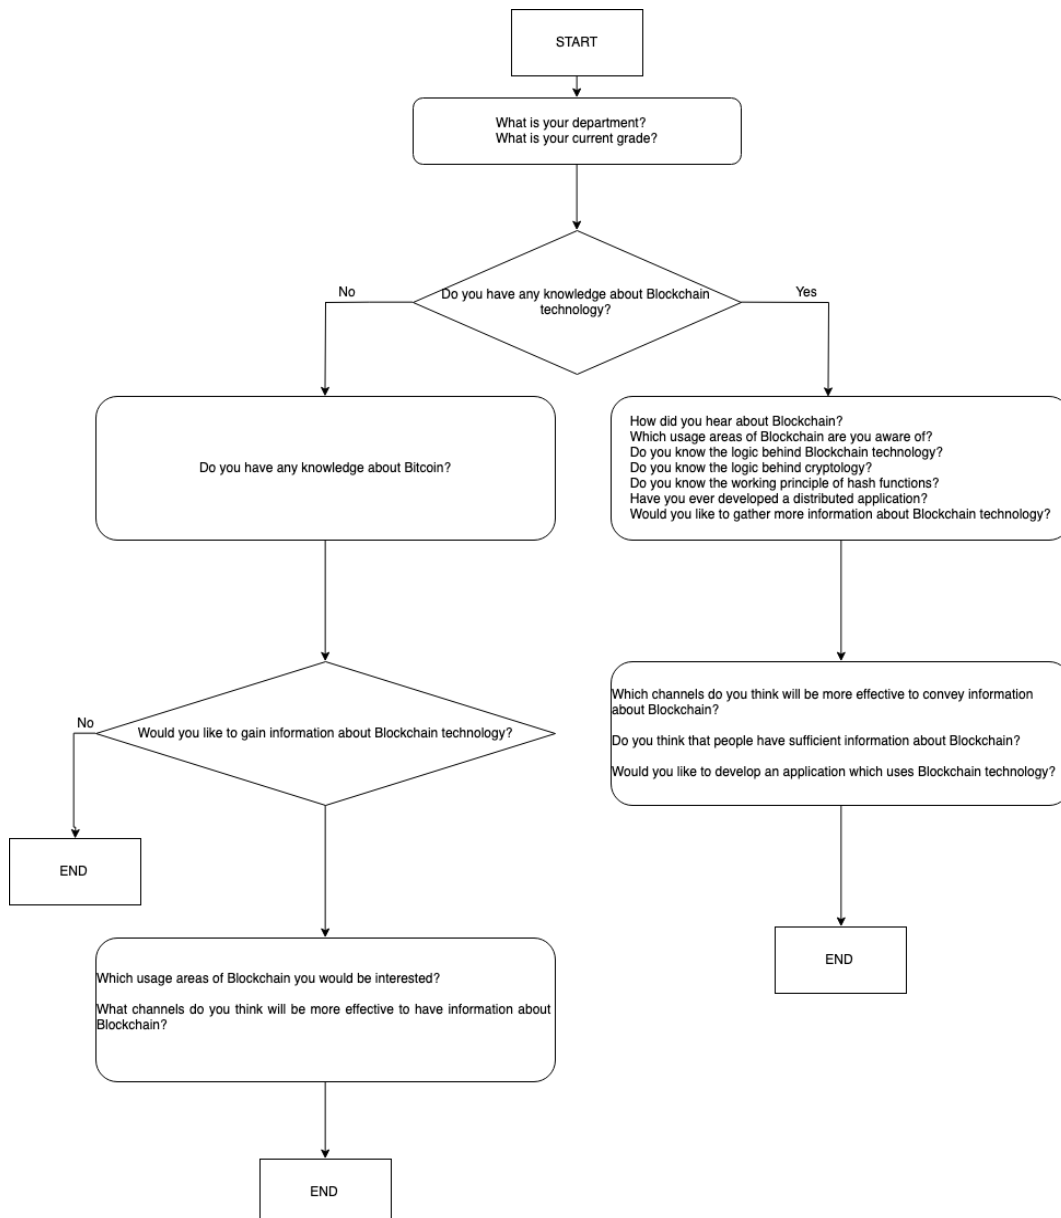 START
What is your department?
What is your current grade?
Do you have any knowledge about Blockchain
technology?
No
Yes
Do you have any knowledge about Bitcoin?
How did you hear about Blockchain?
Which usage areas of Blockchain are you aware of?
Do you know the logic behind Blockchain technology?
Do you know the logic behind cryptology?
Do you know the working principle of hash functions?
Have you ever developed a distributed application?
Would you like to gather more information about Blockchain technology?
Would you like to gain information about Blockchain technology?
No
Which channels do you think will be more effective to convey information
about Blockchain?
Do you think that people have sufficient information about Blockchain?
Would you like to develop an application which uses Blockchain technology?
END
Which usage areas of Blockchain you would be interested?
What channels do you think will be more effective to have information about
Blockchain?
END
END